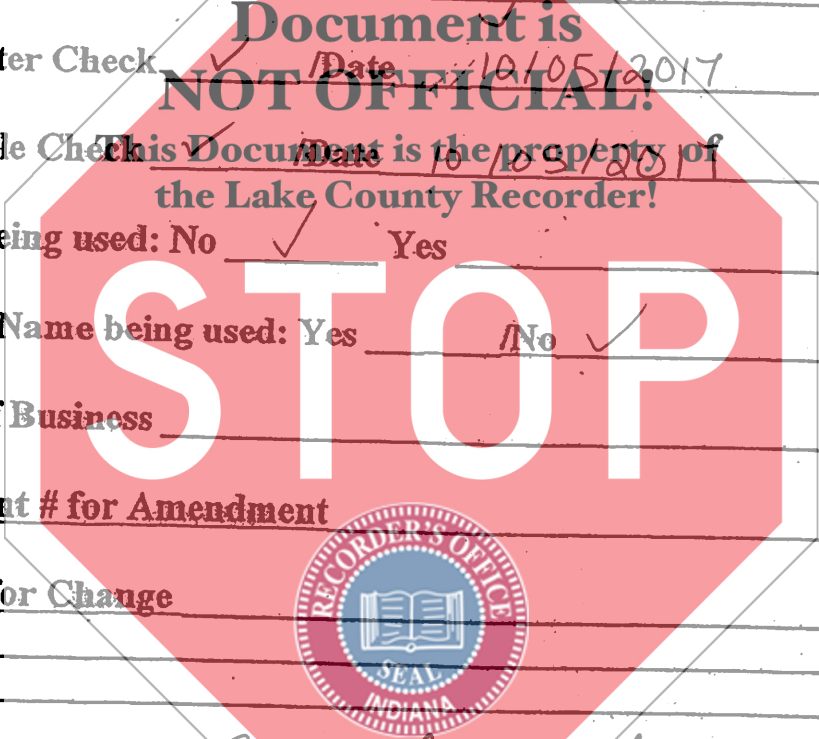 Document is
ter Check ✓ /Date 10/05/2017
NOT OFFICIAL!
le Check ✓ /Date 10/05/2017
This Document is the property of
the Lake County Recorder!
eing used: No ✓ Yes
Name being used: Yes /No ✓
STOP
Business
nt # for Amendment
or Change
RECORDER'S OFFICE
SEAL
INDIANA